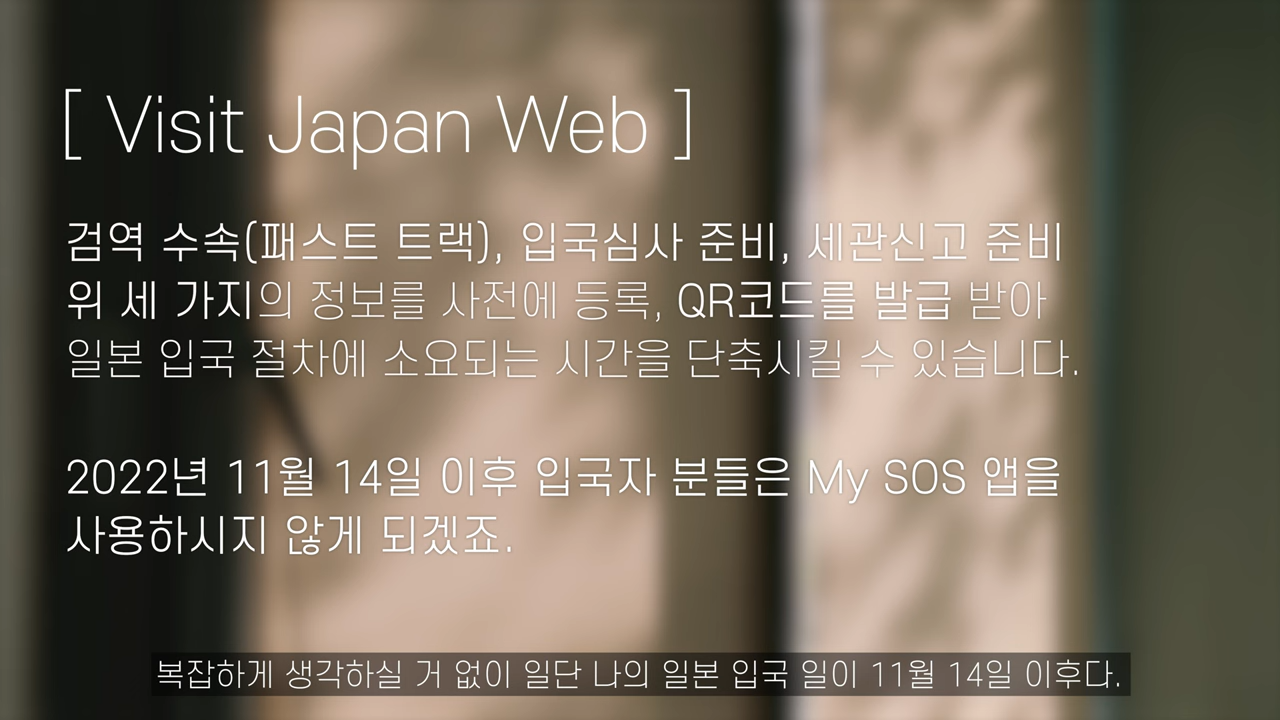 [ Visit Japan Web ]
검역 수속(패스트 트랙), 입국심사 준비, 세관신고 준비
위 세 가지의 정보를 사전에 등록, QR코드를 발급 받아
일본 입국 절차에 소요되는 시간을 단축시킬 수 있습니다.
2022년 11월 14일 이후 입국자 분들은 My SOS 앱을
사용하시지 않게 되겠죠.
복잡하게 생각하실 거 없이 일단 나의 일본 입국 일이 11월 14일 이후다.